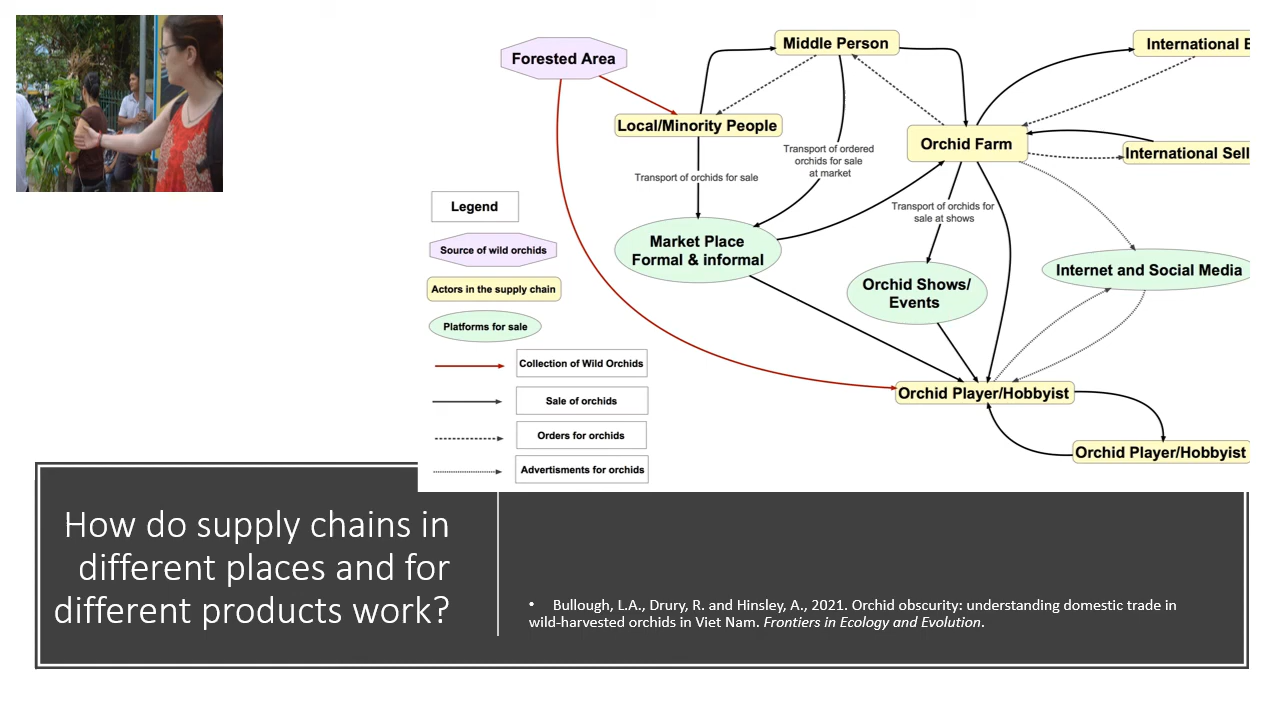 Forested Area
Middle Person
International
Local/Minority People
Orchid Farm
International Sell
Transport of orchids for sale
Transport of ordered
orchids for sale
at market
Transport of orchids for
sale at shows
Legend
Source of wild orchids
Actors in the supply chain
Platforms for sale
Collection of Wild Orchids
Sale of orchids
Orders for orchids
Advertisments for orchids
Market Place
Formal & informal
Orchid Shows/
Events
Internet and Social Media
Orchid Player/Hobbyist
Orchid Player/Hobbyist
How do supply chains in
different places and for
different products work?
• Bullough, L.A., Drury, R. and Hinsley, A., 2021. Orchid obscurity: understanding domestic trade in
wild-harvested orchids in Viet Nam. Frontiers in Ecology and Evolution.